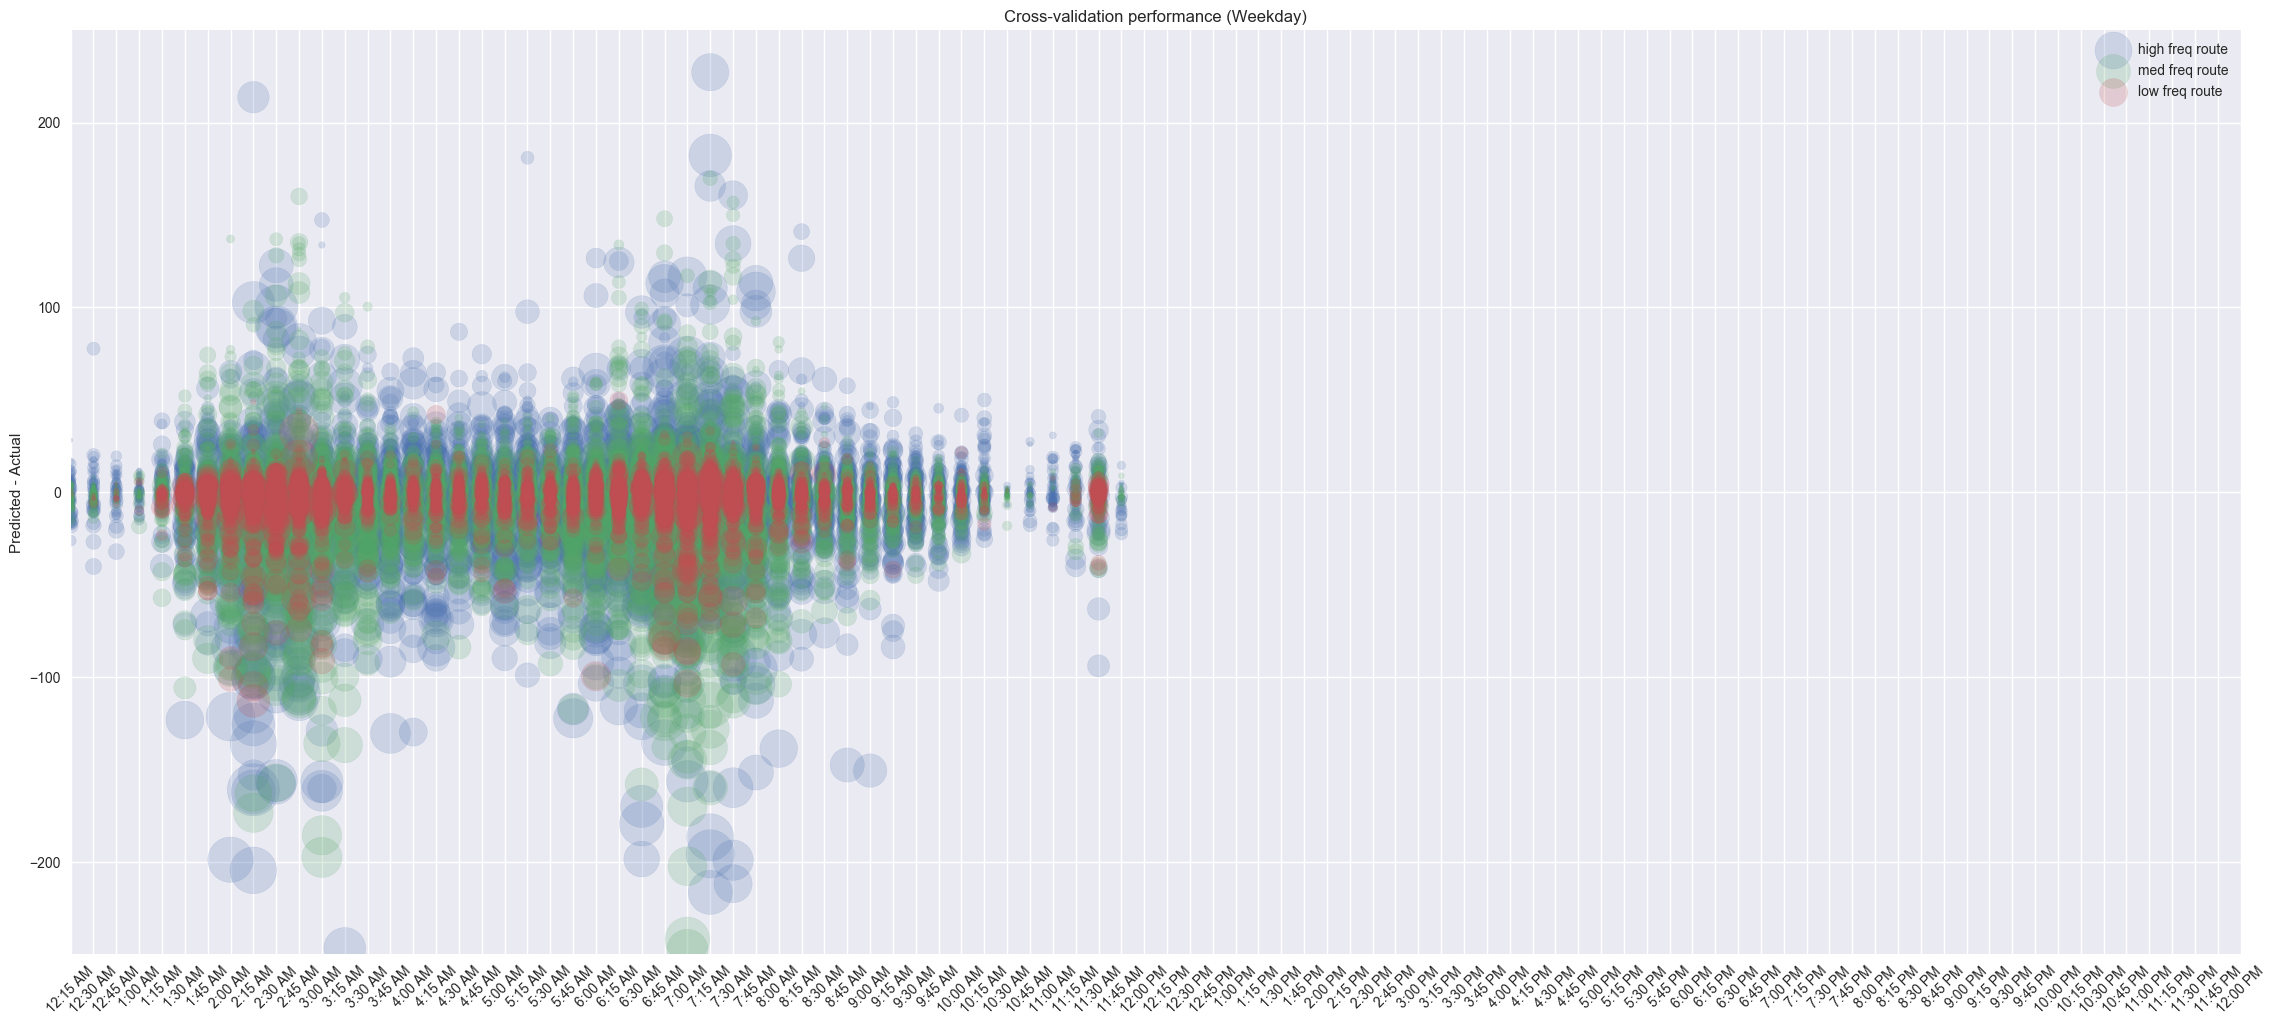 Cross-validation performance (Weekday)
high freq route
med freq route
low freq route
Predicted - Actual
200
100
0
−100
−200
12:15 AM
12:30 AM
12:45 AM
1:00 AM
1:15 AM
1:30 AM
1:45 AM
2:00 AM
2:15 AM
2:30 AM
2:45 AM
3:00 AM
3:15 AM
3:30 AM
3:45 AM
4:00 AM
4:15 AM
4:30 AM
4:45 AM
5:00 AM
5:15 AM
5:30 AM
5:45 AM
6:00 AM
6:15 AM
6:30 AM
6:45 AM
7:00 AM
7:15 AM
7:30 AM
7:45 AM
8:00 AM
8:15 AM
8:30 AM
8:45 AM
9:00 AM
9:15 AM
9:30 AM
9:45 AM
10:00 AM
10:15 AM
10:30 AM
10:45 AM
11:00 AM
11:15 AM
11:30 AM
11:45 AM
12:00 PM
12:15 PM
12:30 PM
12:45 PM
1:00 PM
1:15 PM
1:30 PM
1:45 PM
2:00 PM
2:15 PM
2:30 PM
2:45 PM
3:00 PM
3:15 PM
3:30 PM
3:45 PM
4:00 PM
4:15 PM
4:30 PM
4:45 PM
5:00 PM
5:15 PM
5:30 PM
5:45 PM
6:00 PM
6:15 PM
6:30 PM
6:45 PM
7:00 PM
7:15 PM
7:30 PM
7:45 PM
8:00 PM
8:15 PM
8:30 PM
8:45 PM
9:00 PM
9:15 PM
9:30 PM
9:45 PM
10:00 PM
10:15 PM
10:30 PM
10:45 PM
11:00 PM
11:15 PM
11:30 PM
11:45 PM
12:00 PM